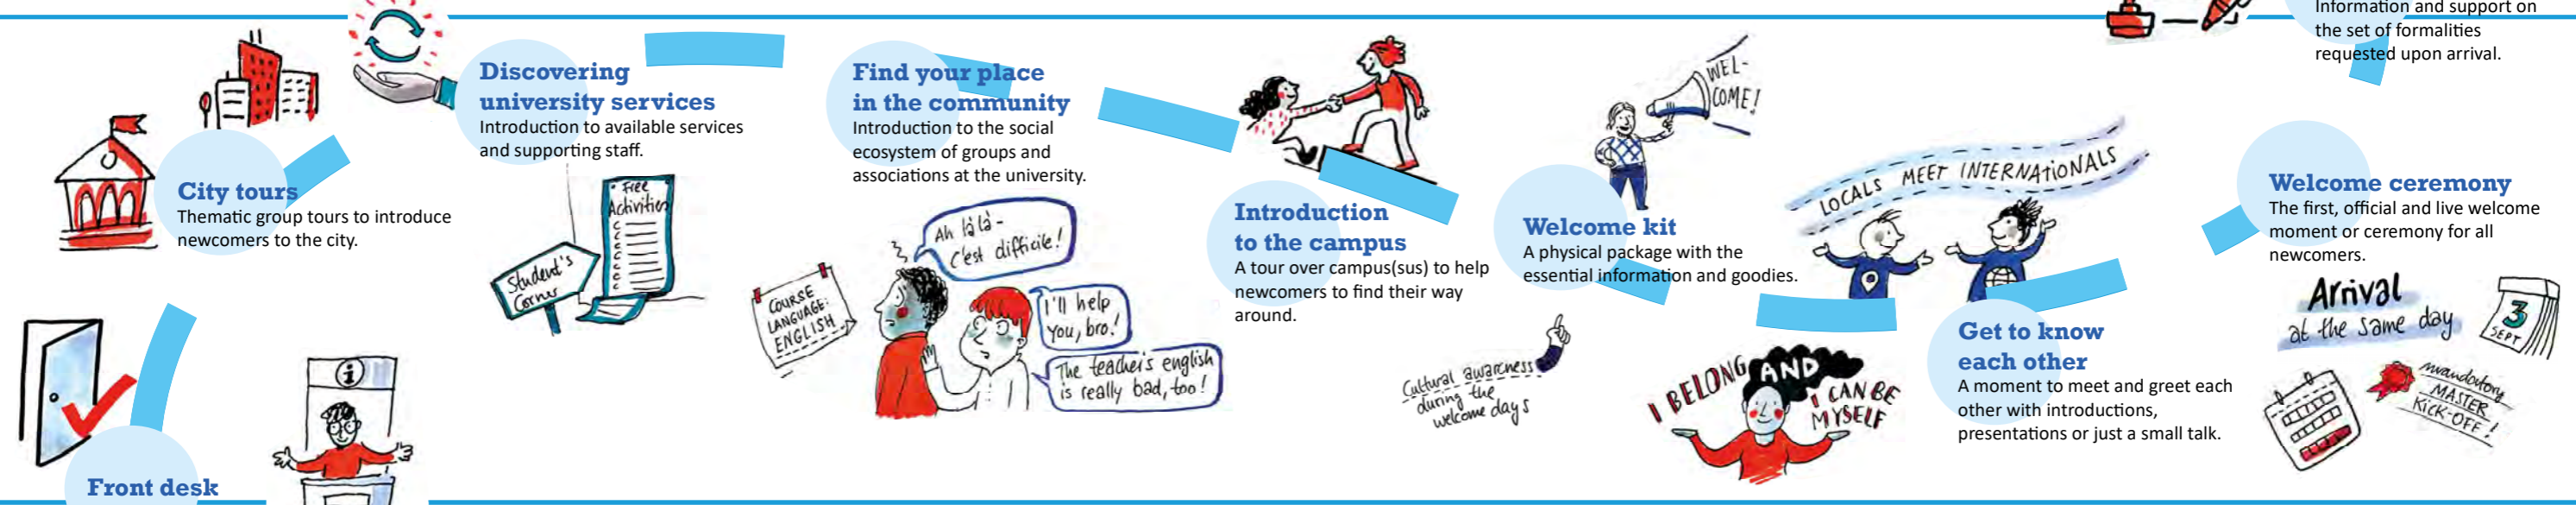 Information and support on
the set of formalities
requested upon arrival.
Discovering
university services
Introduction to available services
and supporting staff.
Find your place
in the community
Introduction to the social
ecosystem of groups and
associations at the university.
WEL-
COME!
City tours
Thematic group tours to introduce
newcomers to the city.
Free
Activities
Student's
Corner
Ah làlà-
c'est difficile!
I'll help
you, bro!
The teacher's english
is really bad, too!
COURSE
LANGUAGE:
ENGLISH
Introduction
to the campus
A tour over campus(sus) to help
newcomers to find their way
around.
Welcome kit
A physical package with the
essential information and goodies.
LOCALS MEET INTERNATIONALS
Welcome ceremony
The first, official and live welcome
moment or ceremony for all
newcomers.
Cultural awareness
during the
welcome days
I BELONG AND
I CAN BE
MYSELF
Get to know
each other
A moment to meet and greet each
other with introductions,
presentations or just a small talk.
Arrival
at the same day
3
SEPT
mandatory
MASTER
KICK-OFF!
i
Front desk